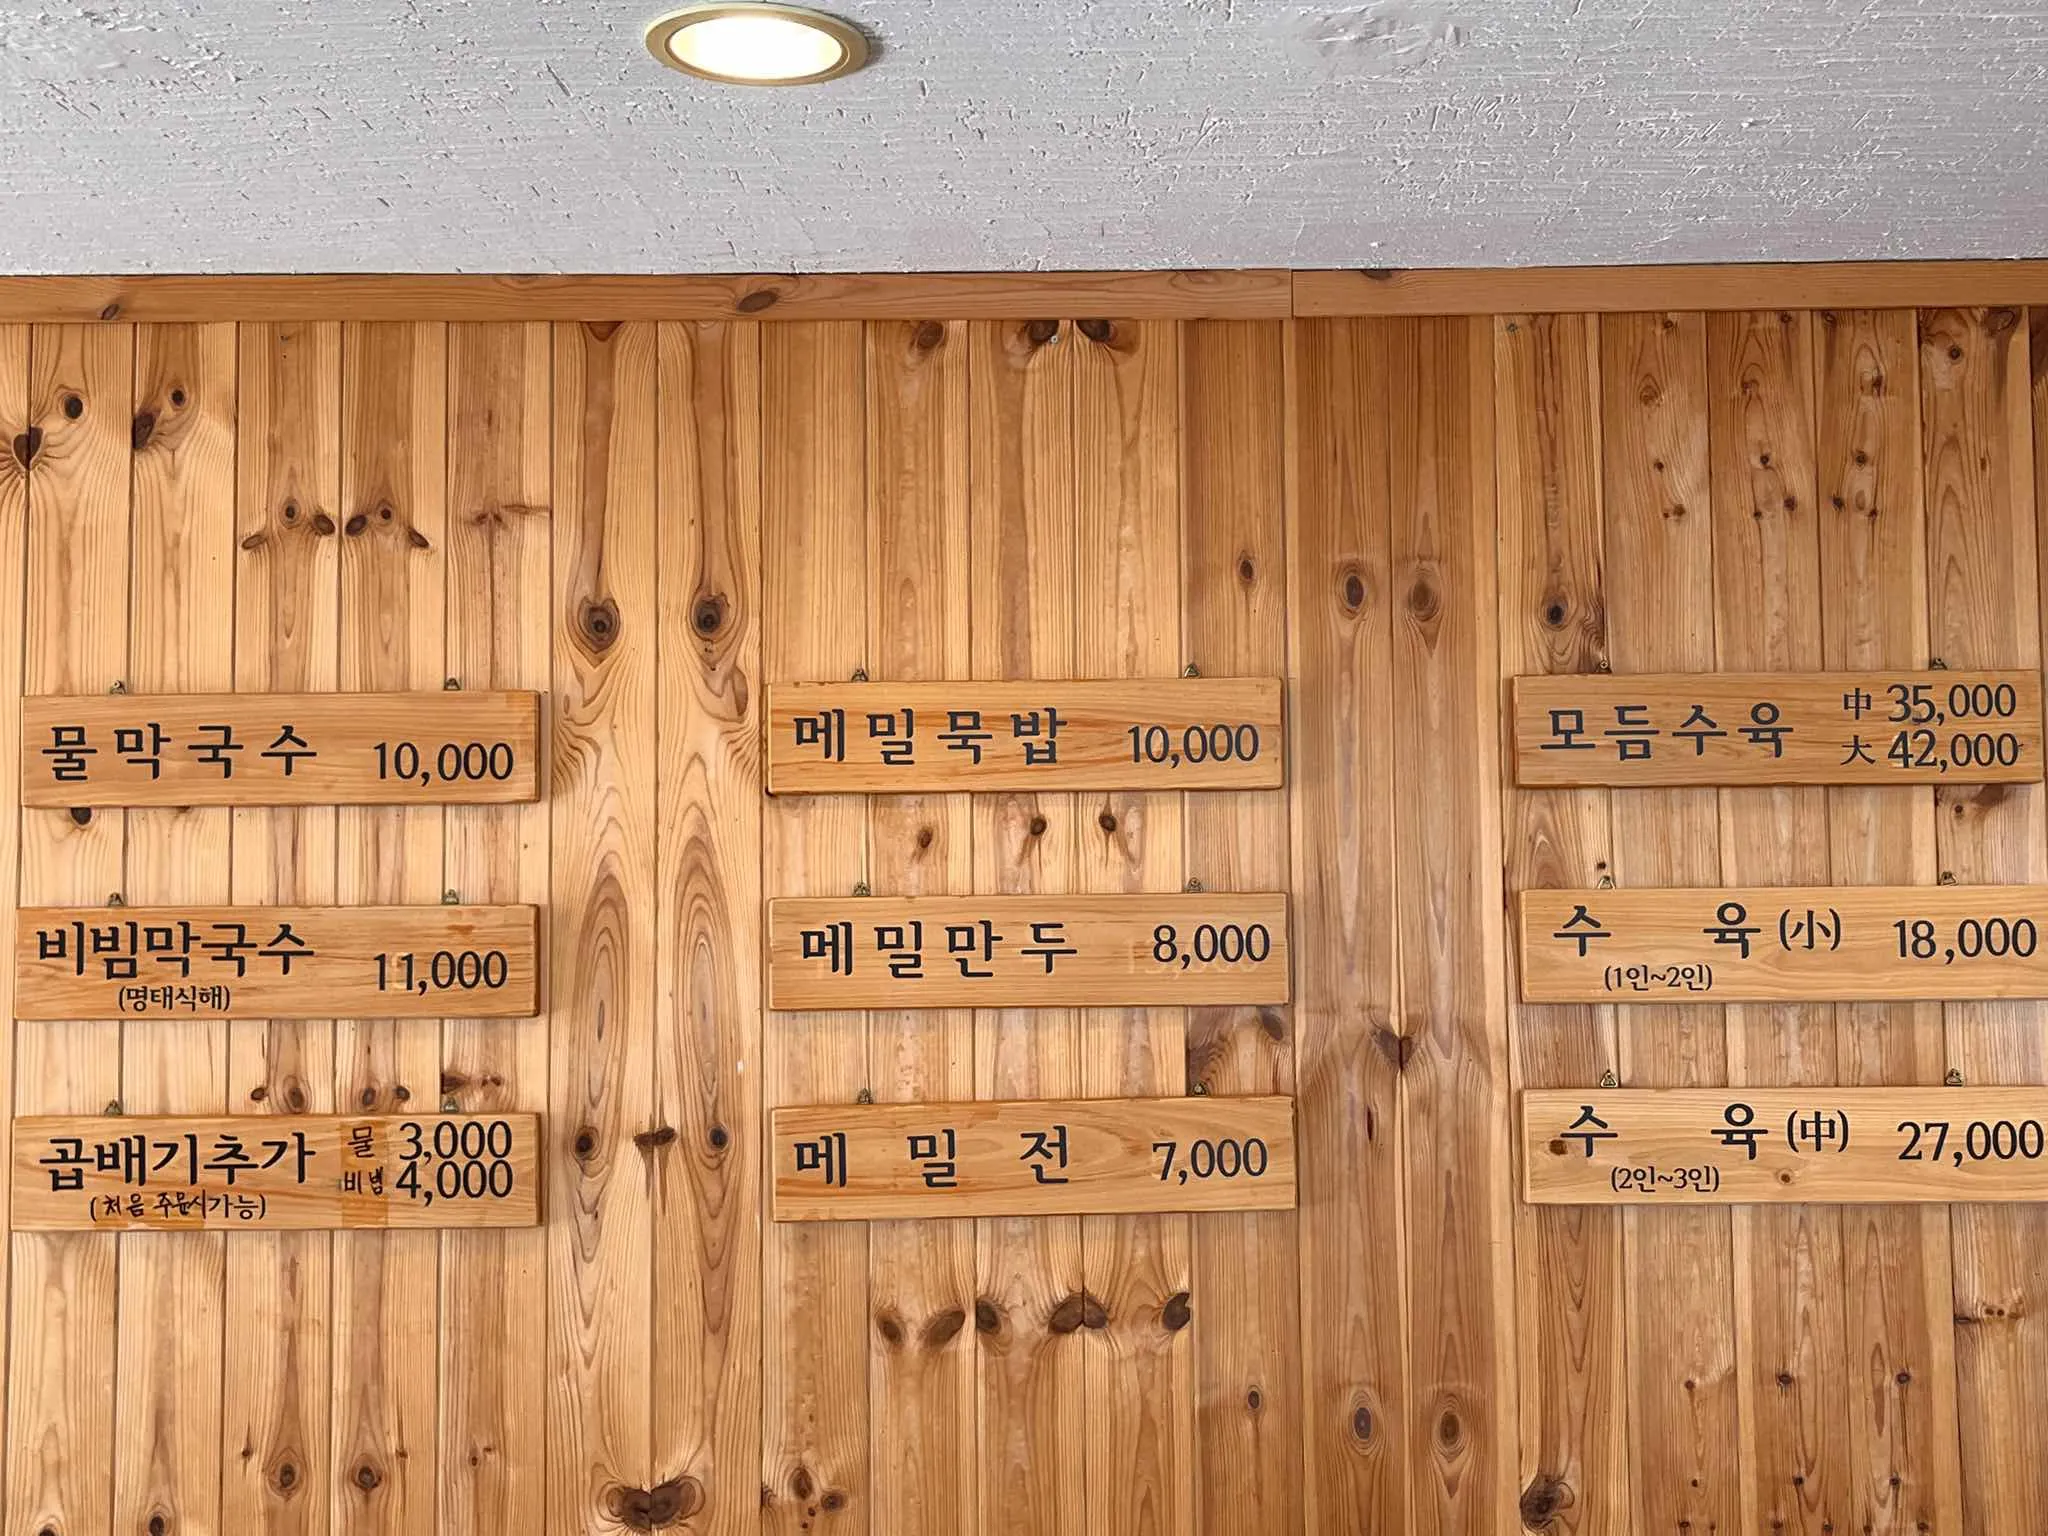 물막국수 10,000
비빔막국수 11,000
(명태식해)
곱배기추가 물 3,000
비빔 4,000
(처음 주문시가능)
메밀묵밥 10,000
메밀만두 8,000
메밀전 7,000
모듬수육 中 35,000
大 42,000
수육(小) 18,000
(1인~2인)
수육(中) 27,000
(2인~3인)